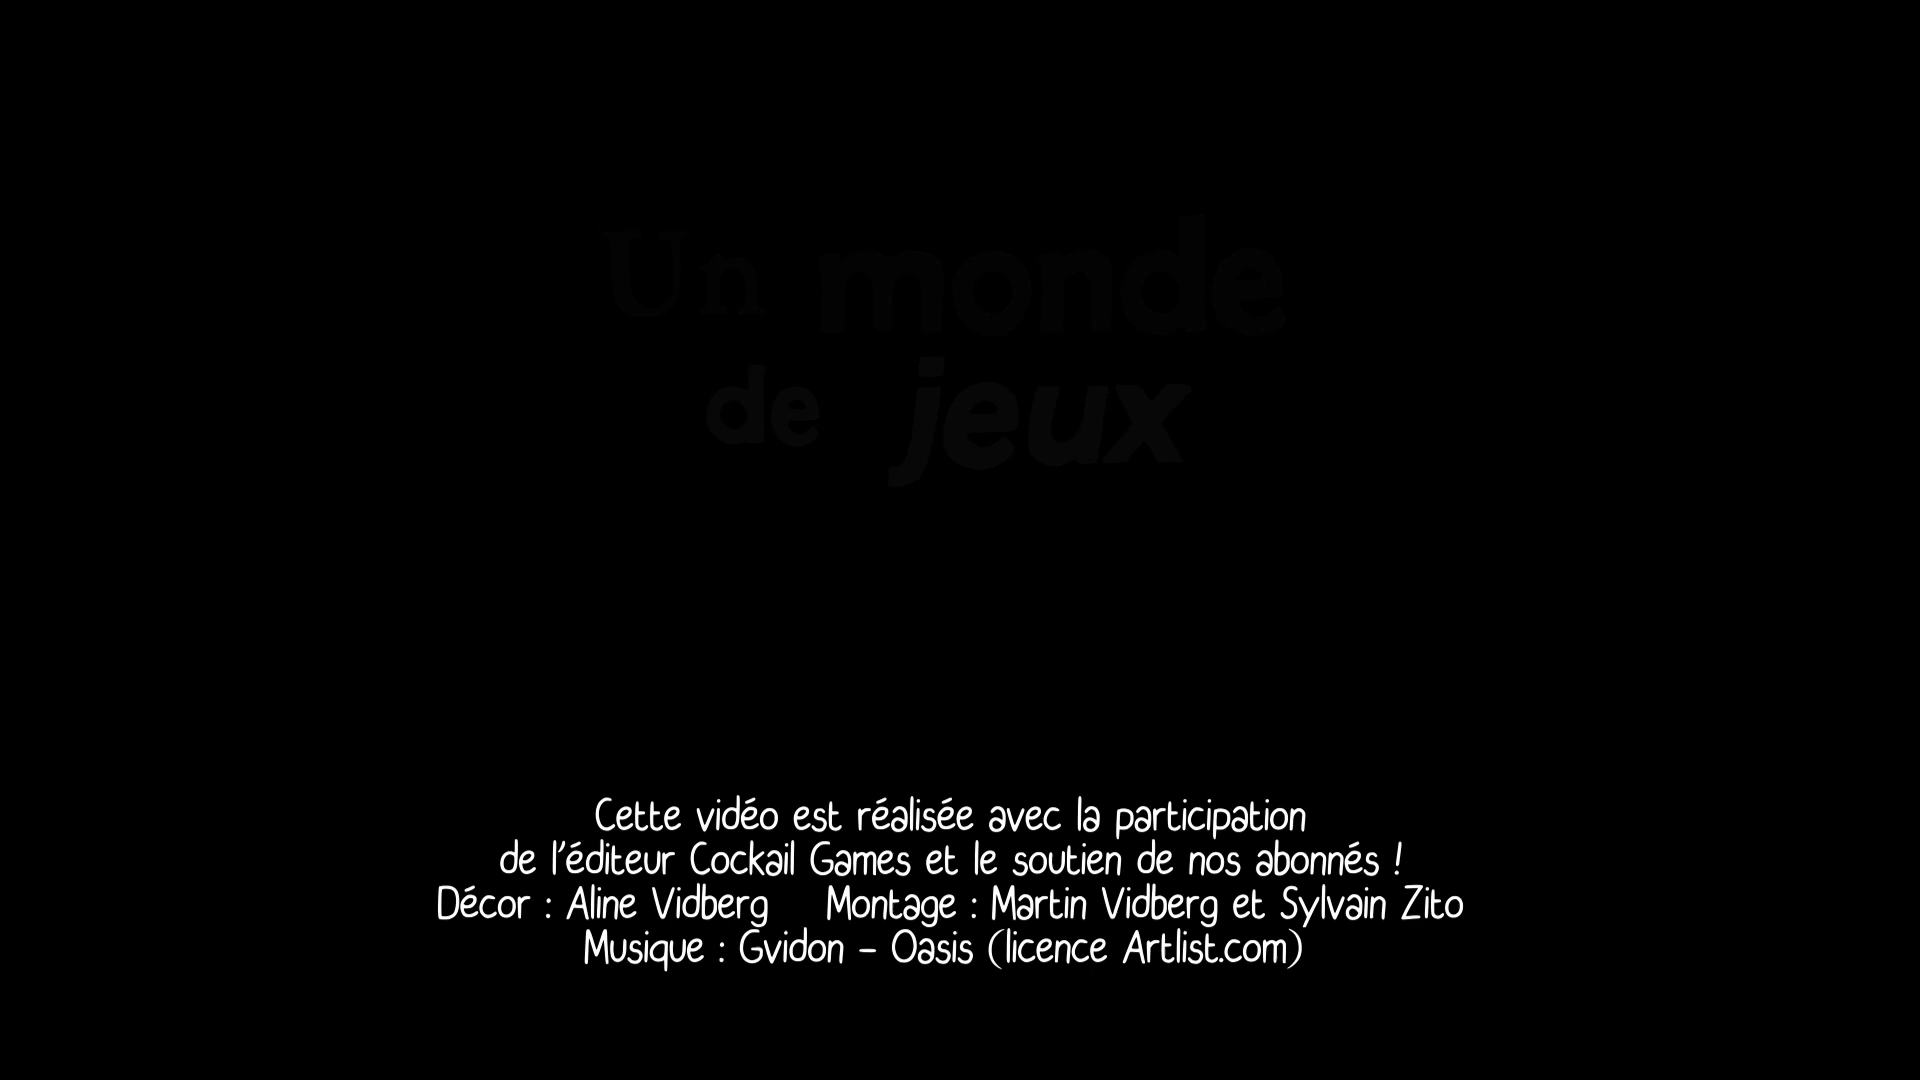 Un monde
de jeux
Cette vidéo est réalisée avec la participation
de l'éditeur Cockail Games et le soutien de nos abonnés !
Décor : Aline Vidberg Montage : Martin Vidberg et Sylvain Zito
Musique : Gvidon - Oasis (licence Artlist.com)